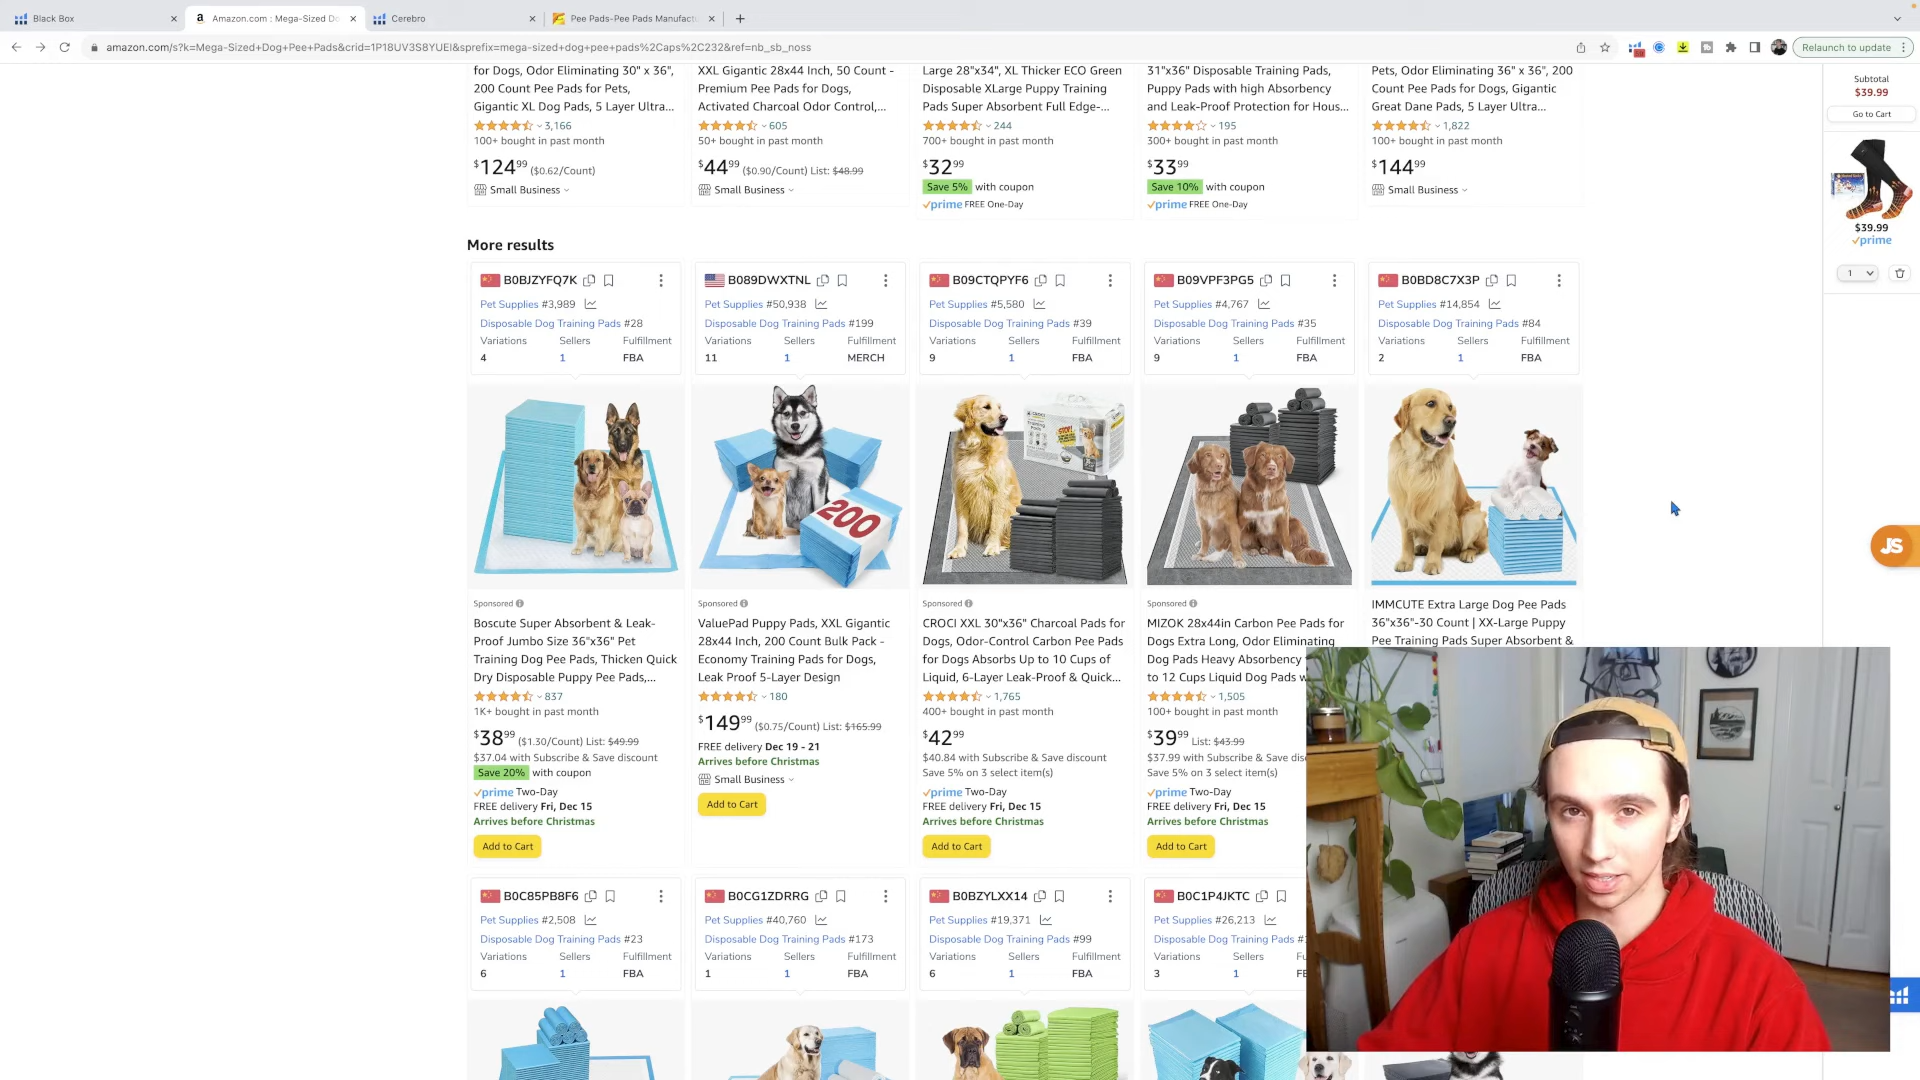 Black Box
Amazon.com : Mega-Sized Do
Cerebro
Pee Pads-Pee Pads Manufactu
amazon.com/s?k=Mega-Sized+Dog+Pee+Pads&crid=1P18UV3S8YUEI&sprefix=mega-sized+dog+pee+pads%2Caps%2C232&ref=nb_sb_noss
Relaunch to update
for Dogs, Odor Eliminating 30" x 36",
200 Count Pee Pads for Pets,
Gigantic XL Dog Pads, 5 Layer Ultra...
3,166
100+ bought in past month
$124.99 ($0.62/Count)
Small Business
XXL Gigantic 28x44 Inch, 50 Count -
Premium Pee Pads for Dogs,
Activated Charcoal Odor Control,...
605
50+ bought in past month
$44.99 ($0.90/Count) List: $48.99
Small Business
Large 28"x34", XL Thicker ECO Green
Disposable XLarge Puppy Training
Pads Super Absorbent Full Edge-...
244
700+ bought in past month
$32.99
Save 5% with coupon
prime FREE One-Day
31"x36" Disposable Training Pads,
Puppy Pads with high Absorbency
and Leak-Proof Protection for Hous...
195
300+ bought in past month
$33.99
Save 10% with coupon
prime FREE One-Day
Pets, Odor Eliminating 36" x 36", 200
Count Pee Pads for Dogs, Gigantic
Great Dane Pads, 5 Layer Ultra...
1,822
100+ bought in past month
$144.99
Small Business
Subtotal
$39.99
Go to Cart
$39.99
prime
1
More results
B0BJZYFQ7K
Pet Supplies #3,989
Disposable Dog Training Pads #28
Variations Sellers Fulfillment
4 1 FBA
B089DWXTNL
Pet Supplies #50,938
Disposable Dog Training Pads #199
Variations Sellers Fulfillment
11 1 MERCH
B09CTQPYF6
Pet Supplies #5,580
Disposable Dog Training Pads #39
Variations Sellers Fulfillment
9 1 FBA
B09VPF3PG5
Pet Supplies #4,767
Disposable Dog Training Pads #35
Variations Sellers Fulfillment
9 1 FBA
B0BD8C7X3P
Pet Supplies #14,854
Disposable Dog Training Pads #84
Variations Sellers Fulfillment
2 1 FBA
200
JS
Sponsored
Boscute Super Absorbent & Leak-
Proof Jumbo Size 36"x36" Pet
Training Dog Pee Pads, Thicken Quick
Dry Disposable Puppy Pee Pads,...
837
1K+ bought in past month
$38.99 ($1.30/Count) List: $49.99
$37.04 with Subscribe & Save discount
Save 20% with coupon
prime Two-Day
FREE delivery Fri, Dec 15
Arrives before Christmas
Add to Cart
Sponsored
ValuePad Puppy Pads, XXL Gigantic
28x44 Inch, 200 Count Bulk Pack -
Economy Training Pads for Dogs,
Leak Proof 5-Layer Design
180
$149.99 ($0.75/Count) List: $165.99
FREE delivery Dec 19 - 21
Arrives before Christmas
Small Business
Add to Cart
Sponsored
CROCI XXL 30"x36" Charcoal Pads for
Dogs, Odor-Control Carbon Pee Pads
for Dogs Absorbs Up to 10 Cups of
Liquid, 6-Layer Leak-Proof & Quick...
1,765
400+ bought in past month
$42.99
$40.84 with Subscribe & Save discount
Save 5% on 3 select item(s)
prime Two-Day
FREE delivery Fri, Dec 15
Arrives before Christmas
Add to Cart
Sponsored
MIZOK 28x44in Carbon Pee Pads for
Dogs Extra Long, Odor Eliminating
Dog Pads Heavy Absorbency
to 12 Cups Liquid Dog Pads w
1,505
100+ bought in past month
$39.99 List: $43.99
$37.99 with Subscribe & Save dis
Save 5% on 3 select item(s)
prime Two-Day
FREE delivery Fri, Dec 15
Arrives before Christmas
Add to Cart
IMMCUTE Extra Large Dog Pee Pads
36"x36"-30 Count | XX-Large Puppy
Pee Training Pads Super Absorbent &
B0C85PB8F6
Pet Supplies #2,508
Disposable Dog Training Pads #23
Variations Sellers Fulfillment
6 1 FBA
B0CG1ZDRRG
Pet Supplies #40,760
Disposable Dog Training Pads #173
Variations Sellers Fulfillment
1 1 FBA
B0BZYLXX14
Pet Supplies #19,371
Disposable Dog Training Pads #99
Variations Sellers Fulfillment
6 1 FBA
B0C1P4JKTC
Pet Supplies #26,213
Disposable Dog Training Pads #
Variations Sellers
3 1